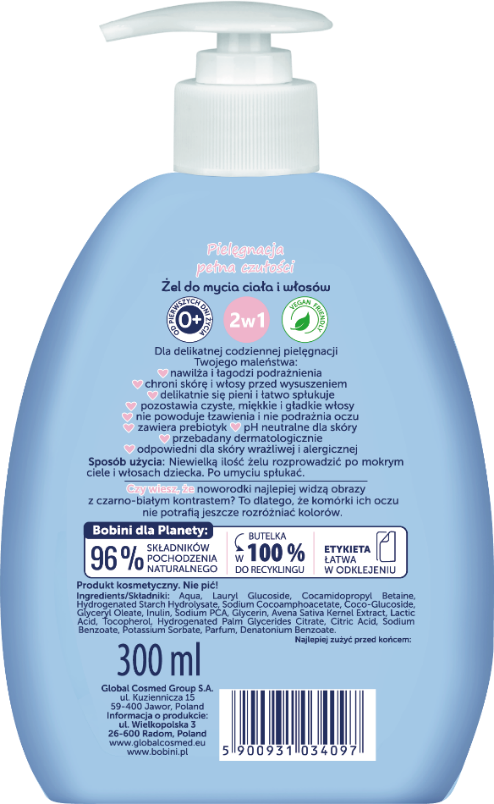 Pielęgnacja
pełna czułości
Żel do mycia ciała i włosów
OD PIERWSZYCH DNI ŻYCIA
0+
2w1
VEGAN FRIENDLY
Dla delikatnej codziennej pielęgnacji
Twojego maleństwa:
nawilża i łagodzi podrażnienia
chroni skórę i włosy przed wysuszeniem
delikatnie się pieni i łatwo spłukuje
pozostawia czyste, miękkie i gładkie włosy
nie powoduje łzawienia i nie podrażnia oczu
zawiera prebiotyk pH neutralne dla skóry
przebadany dermatologicznie
odpowiedni dla skóry wrażliwej i alergicznej
Sposób użycia: Niewielką ilość żelu rozprowadzić po mokrym
ciele i włosach dziecka. Po umyciu spłukać.
Czy wiesz, że noworodki najlepiej widzą obrazy
z czarno-białym kontrastem? To dlatego, że komórki ich oczu
nie potrafią jeszcze rozróżniać kolorów.
Bobini dla Planety:
96% SKŁADNIKÓW
POCHODZENIA
NATURALNEGO
BUTELKA
W 100%
DO RECYKLINGU
ETYKIETA
ŁATWA
W ODKLEJENIU
Produkt kosmetyczny. Nie pić!
Ingredients/Składniki: Aqua, Lauryl Glucoside, Cocamidopropyl Betaine,
Hydrogenated Starch Hydrolysate, Sodium Cocoamphoacetate, Coco-Glucoside,
Glyceryl Oleate, Inulin, Sodium PCA, Glycerin, Avena Sativa Kernel Extract, Lactic
Acid, Tocopherol, Hydrogenated Palm Glycerides Citrate, Citric Acid, Sodium
Benzoate, Potassium Sorbate, Parfum, Denatonium Benzoate.
Najlepiej zużyć przed końcem:
300 ml
Global Cosmed Group S.A.
ul. Kuziennicza 15
59-400 Jawor, Poland
Informacja o produkcie:
ul. Wielkopolska 3
26-600 Radom, Poland
www.globalcosmed.eu
www.bobini.pl
5 900931 034097